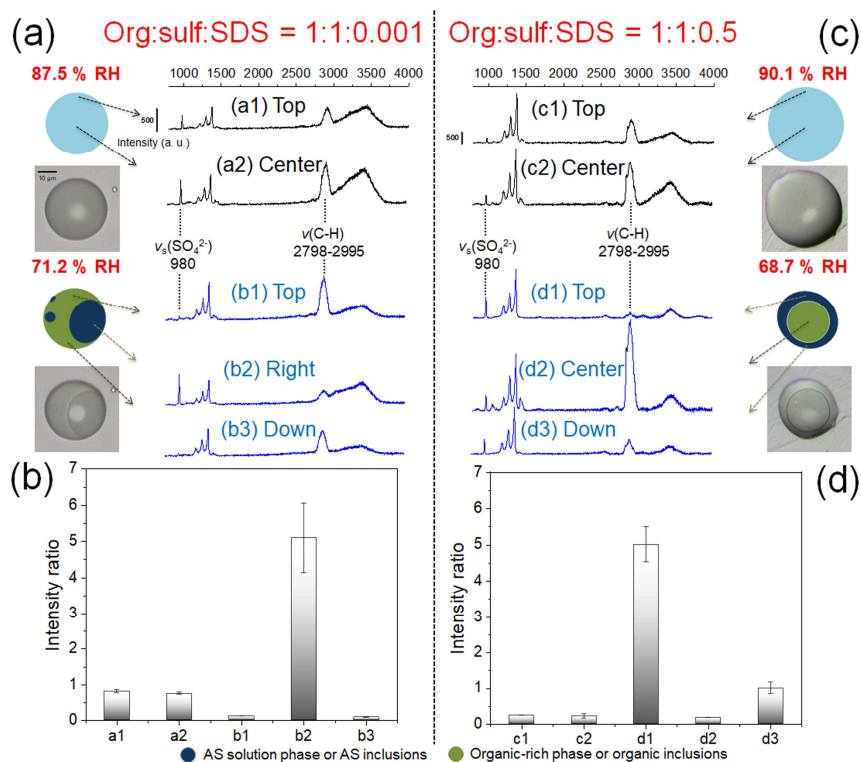 (a)
Org:sulf:SDS = 1:1:0.001
Org:sulf:SDS = 1:1:0.5
(c)
87.5 % RH
1000 1500 2000 2500 3000 3500 4000
1000 1500 2000 2500 3000 3500 4000
90.1 % RH
500
Intensity (a. u.)
(a1) Top
(a2) Center
500
(c1) Top
(c2) Center
10 μm
νs(SO₄²⁻)
980
ν(C-H)
2798-2995
νs(SO₄²⁻)
980
ν(C-H)
2798-2995
71.2 % RH
68.7 % RH
(b1) Top
(b2) Right
(b3) Down
(d1) Top
(d2) Center
(d3) Down
(b)
(d)
Intensity ratio
7
6
5
4
3
2
1
0
a1 a2 b1 b2 b3
Intensity ratio
7
6
5
4
3
2
1
0
c1 c2 d1 d2 d3
AS solution phase or AS inclusions
Organic-rich phase or organic inclusions